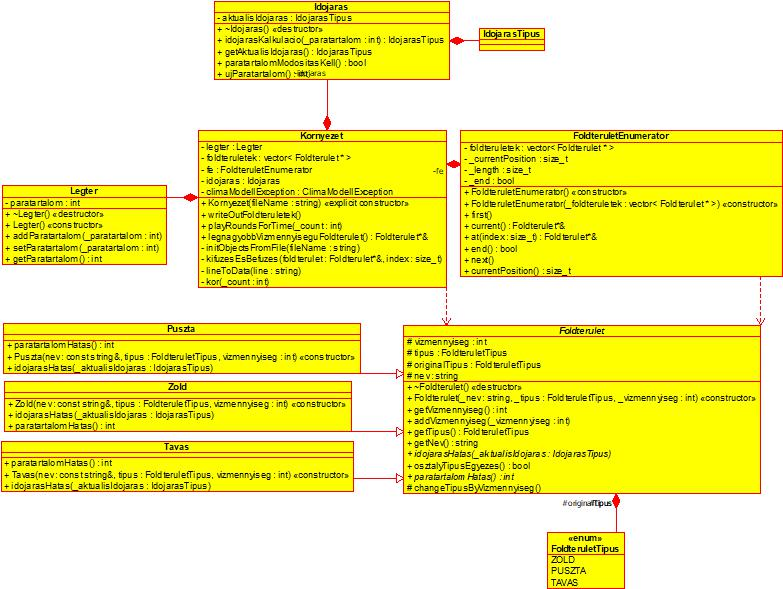 Idojaras
- aktualisIdojaras : IdojarasTipus
+ ~Idojaras() «destructor»
+ idojarasKalkulacio(_paratartalom : int) : IdojarasTipus
+ getAktualisIdojaras() : IdojarasTipus
+ paratartalomModositasKell() : bool
+ ujParatartalom() : int
-idojaras
IdojarasTipus
Kornyezet
- legter : Legter
- foldteruletek : vector< Foldterulet * >
- fe : FoldteruletEnumerator
- idojaras : Idojaras
- climaModellException : ClimaModellException
+ Kornyezet(fileName : string) «explicit constructor»
+ writeOutFoldteruletek()
+ playRoundsForTime(_count : int)
+ legnagyobbVizmennyiseguFoldterulet() : Foldterulet*&
- initObjectsFromFile(fileName : string)
- kifuzesEsBefuzes(foldterulet : Foldterulet*&, index : size_t)
- lineToData(line : string)
- kor(_count : int)
-fe
FoldteruletEnumerator
- foldteruletek : vector< Foldterulet * >
- _currentPosition : size_t
- _length : size_t
- _end : bool
+ FoldteruletEnumerator() «constructor»
+ FoldteruletEnumerator(_foldteruletek : vector< Foldterulet * >) «constructor»
+ first()
+ current() : Foldterulet*&
+ at(index : size_t) : Foldterulet*&
+ end() : bool
+ next()
+ currentPosition() : size_t
Legter
- paratartalom : int
+ ~Legter() «destructor»
+ Legter() «constructor»
+ addParatartalom(_paratartalom : int)
+ setParatartalom(_paratartalom : int)
+ getParatartalom() : int
Puszta
+ paratartalomHatas() : int
+ Puszta(nev : const string&, tipus : FoldteruletTipus, vizmennyiseg : int) «constructor»
+ idojarasHatas(_aktualisIdojaras : IdojarasTipus)
Zold
+ Zold(nev : const string&, tipus : FoldteruletTipus, vizmennyiseg : int) «constructor»
+ idojarasHatas(_aktualisIdojaras : IdojarasTipus)
+ paratartalomHatas() : int
Tavas
+ paratartalomHatas() : int
+ Tavas(nev : const string&, tipus : FoldteruletTipus, vizmennyiseg : int) «constructor»
+ idojarasHatas(_aktualisIdojaras : IdojarasTipus)
Foldterulet
# vizmennyiseg : int
# tipus : FoldteruletTipus
# originalTipus : FoldteruletTipus
# nev : string
+ ~Foldterulet() «destructor»
+ Foldterulet(_nev : string, _tipus : FoldteruletTipus, _vizmennyiseg : int) «constructor»
+ getVizmennyiseg() : int
+ addVizmennyiseg(_vizmennyiseg : int)
+ getTipus() : FoldteruletTipus
+ getNev() : string
+ idojarasHatas(_aktualisIdojaras : IdojarasTipus)
+ osztalyTipusEgyezes() : bool
+ paratartalomHatas() : int
# changeTipusByVizmennyiseg()
#originalTipus
«enum»
FoldteruletTipus
ZOLD
PUSZTA
TAVAS